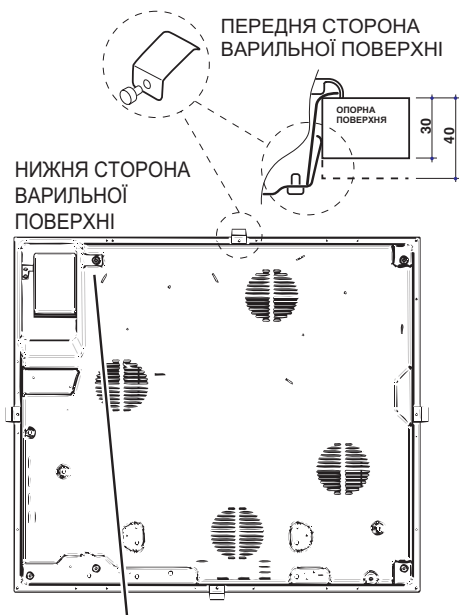 ПЕРЕДНЯ СТОРОНА
ВАРИЛЬНОЇ ПОВЕРХНІ
ОПОРНА
ПОВЕРХНЯ
30
40
НИЖНЯ СТОРОНА
ВАРИЛЬНОЇ
ПОВЕРХНІ